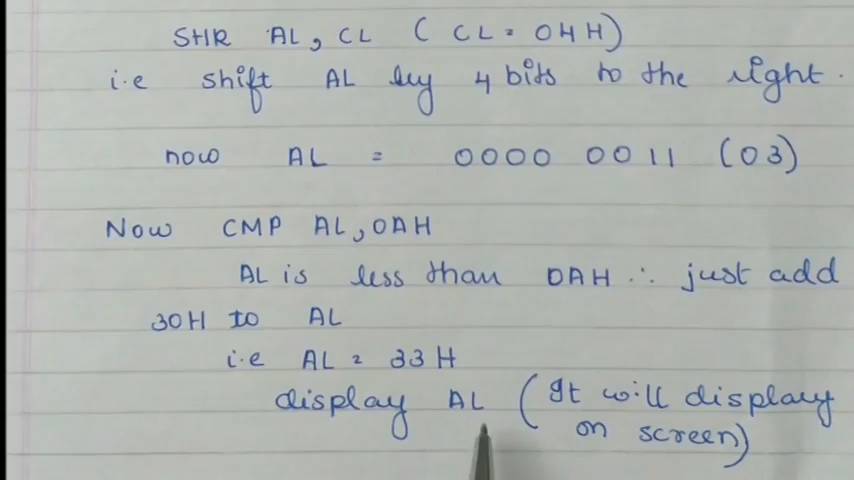 SHR AL, CL ( CL = 04H)
i.e shift AL by 4 bits to the right.
now AL = 0000 0011 (03)
Now CMP AL, 0AH
AL is less than 0AH ∴ just add
30H to AL
i.e AL = 33H
display AL (It will display
on screen)